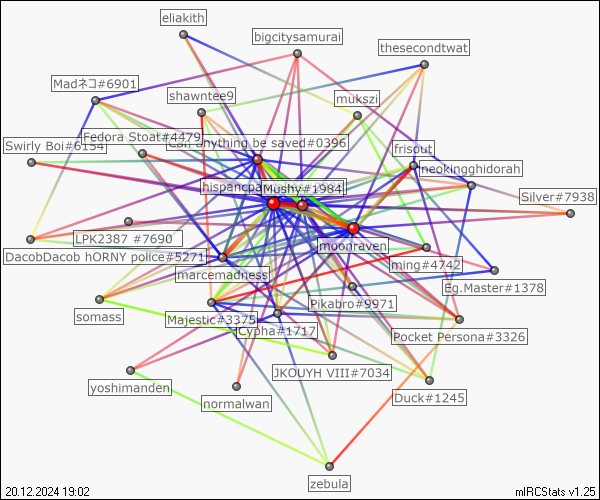 eliakith
bigcitysamurai
thesecondtwat
Madネコ#6901
shawntee9
mukszi
Fedora Stoat#4479
Swirly Boi#6154
Can anything be saved#0396
frisout
neokingghidorah
hispancpa
Mushy#1984
Silver#7938
LPK2387 #7690
moonraven
DacobDacob hORNY police#5271
ming#4742
marcemadness
Eg.Master#1378
Pikabro#9971
somass
Majestic#3375
Cypha#1717
Pocket Persona#3326
JKOUYH VIII#7034
yoshimanden
normalwan
Duck#1245
zebula
20.12.2024 19:02
mIRCStats v1.25